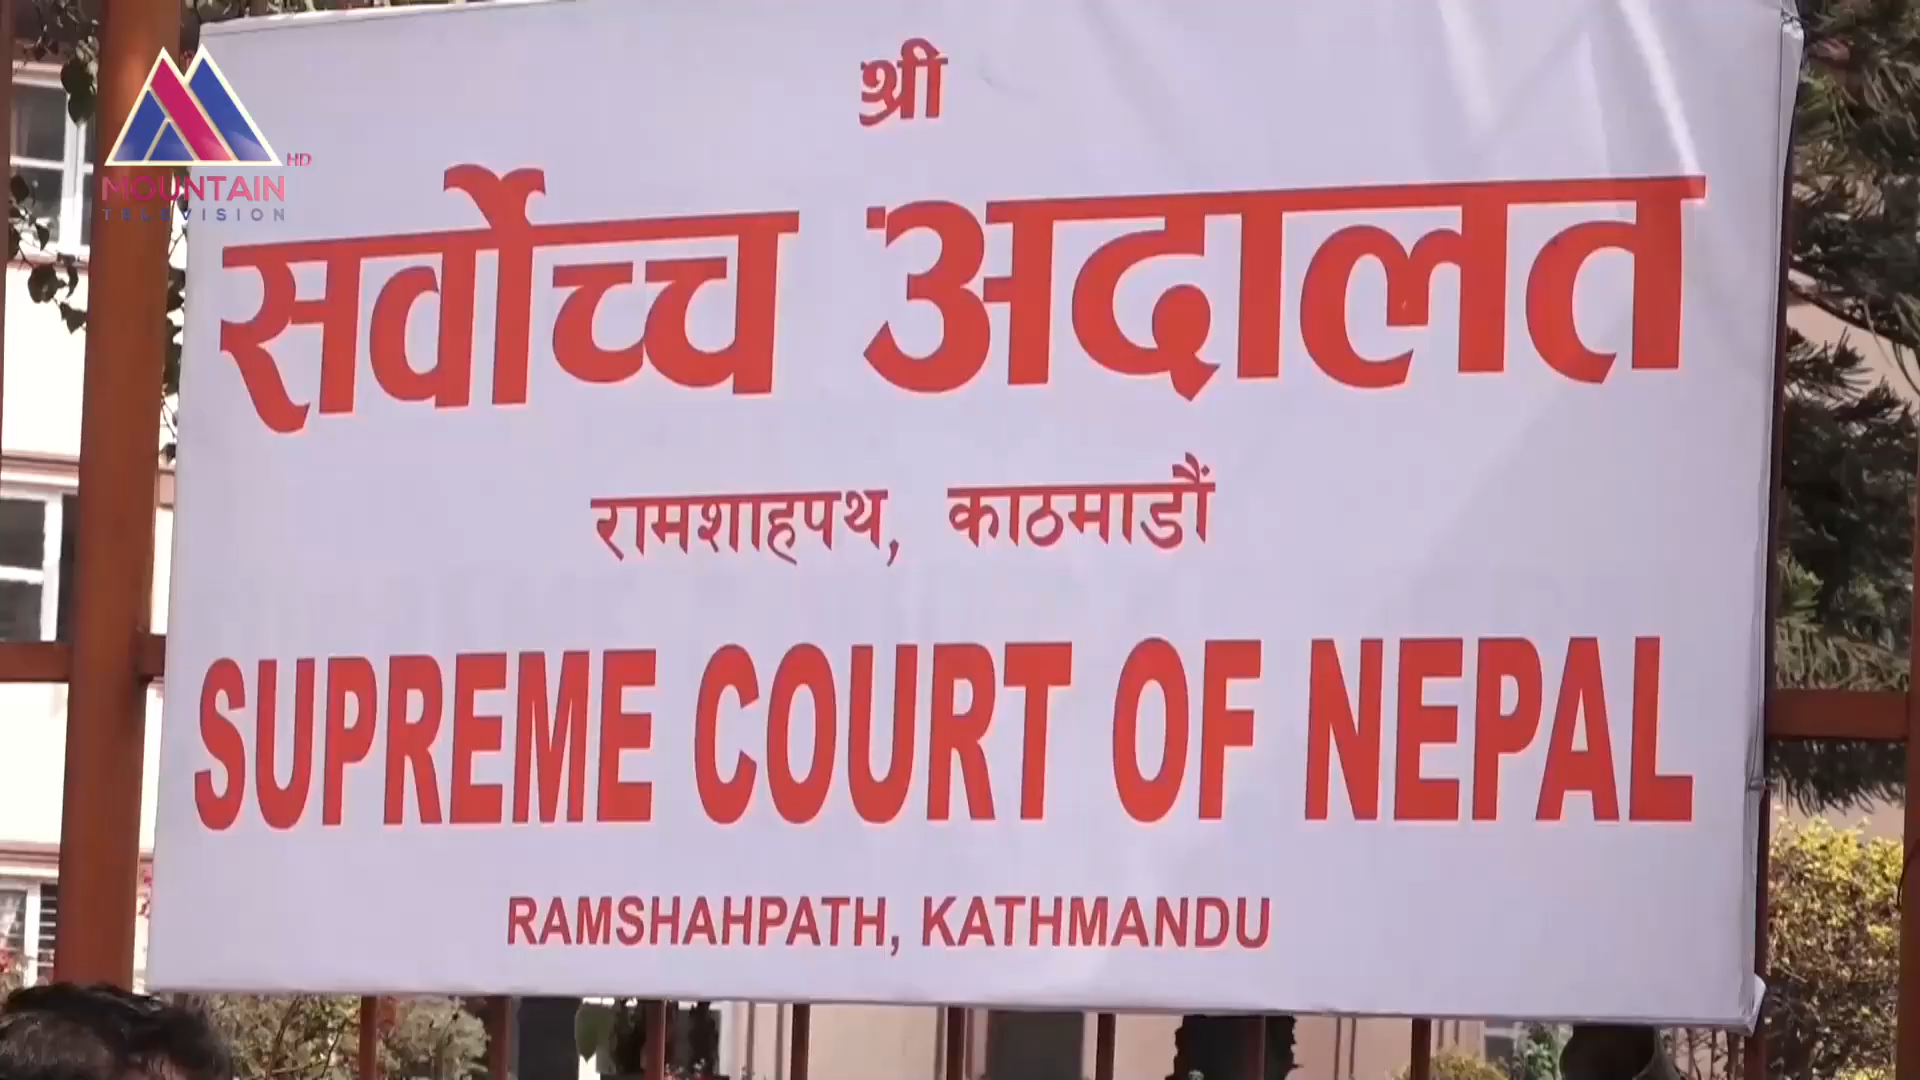 HD
MOUNTAIN
TELEVISION
श्री
सर्वोच्च अदालत
रामशाहपथ, काठमाडौं
SUPREME COURT OF NEPAL
RAMSHAHPATH, KATHMANDU